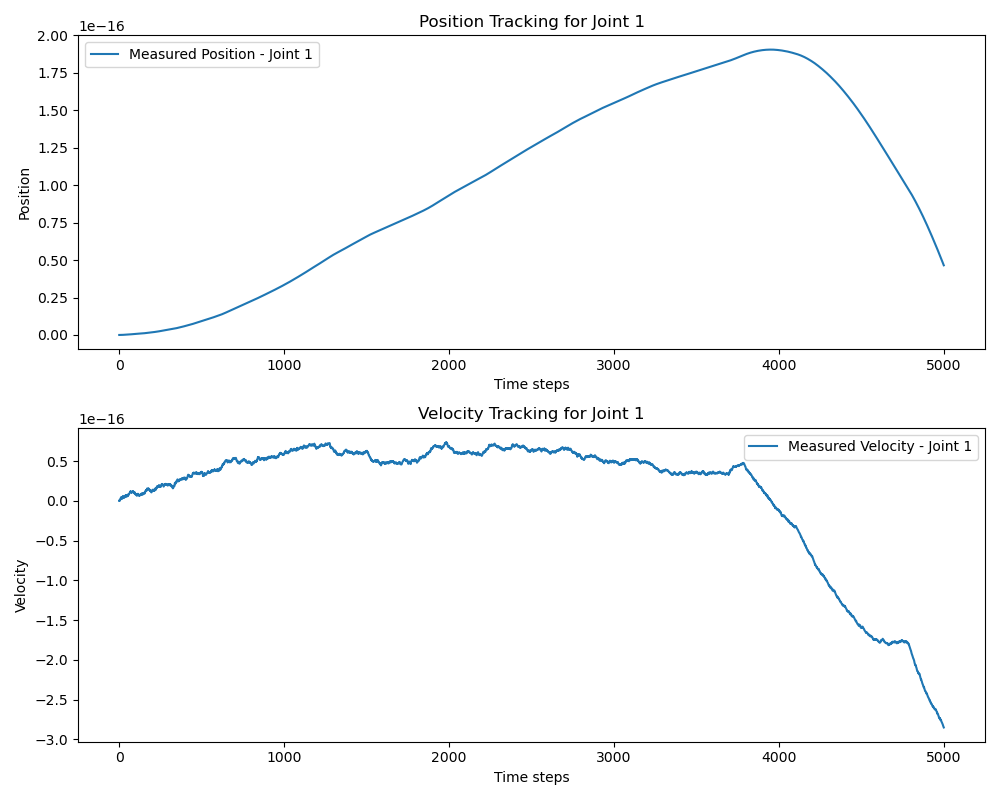 Position Tracking for Joint 1
1e−16
Measured Position - Joint 1
2.00
1.75
1.50
1.25
1.00
0.75
0.50
0.25
0.00
Position
0 1000 2000 3000 4000 5000
Time steps
Velocity Tracking for Joint 1
1e−16
Measured Velocity - Joint 1
0.5
0.0
−0.5
−1.0
−1.5
−2.0
−2.5
−3.0
Velocity
0 1000 2000 3000 4000 5000
Time steps